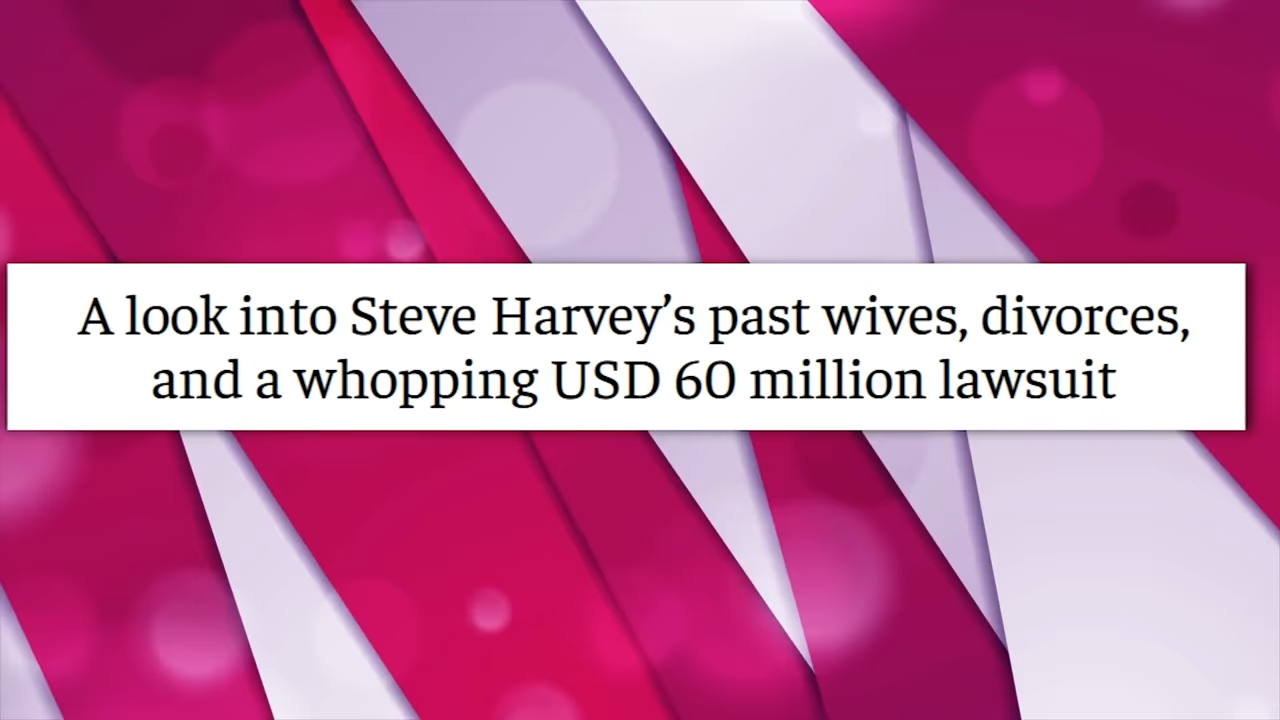 A look into Steve Harvey’s past wives, divorces,
and a whopping USD 60 million lawsuit